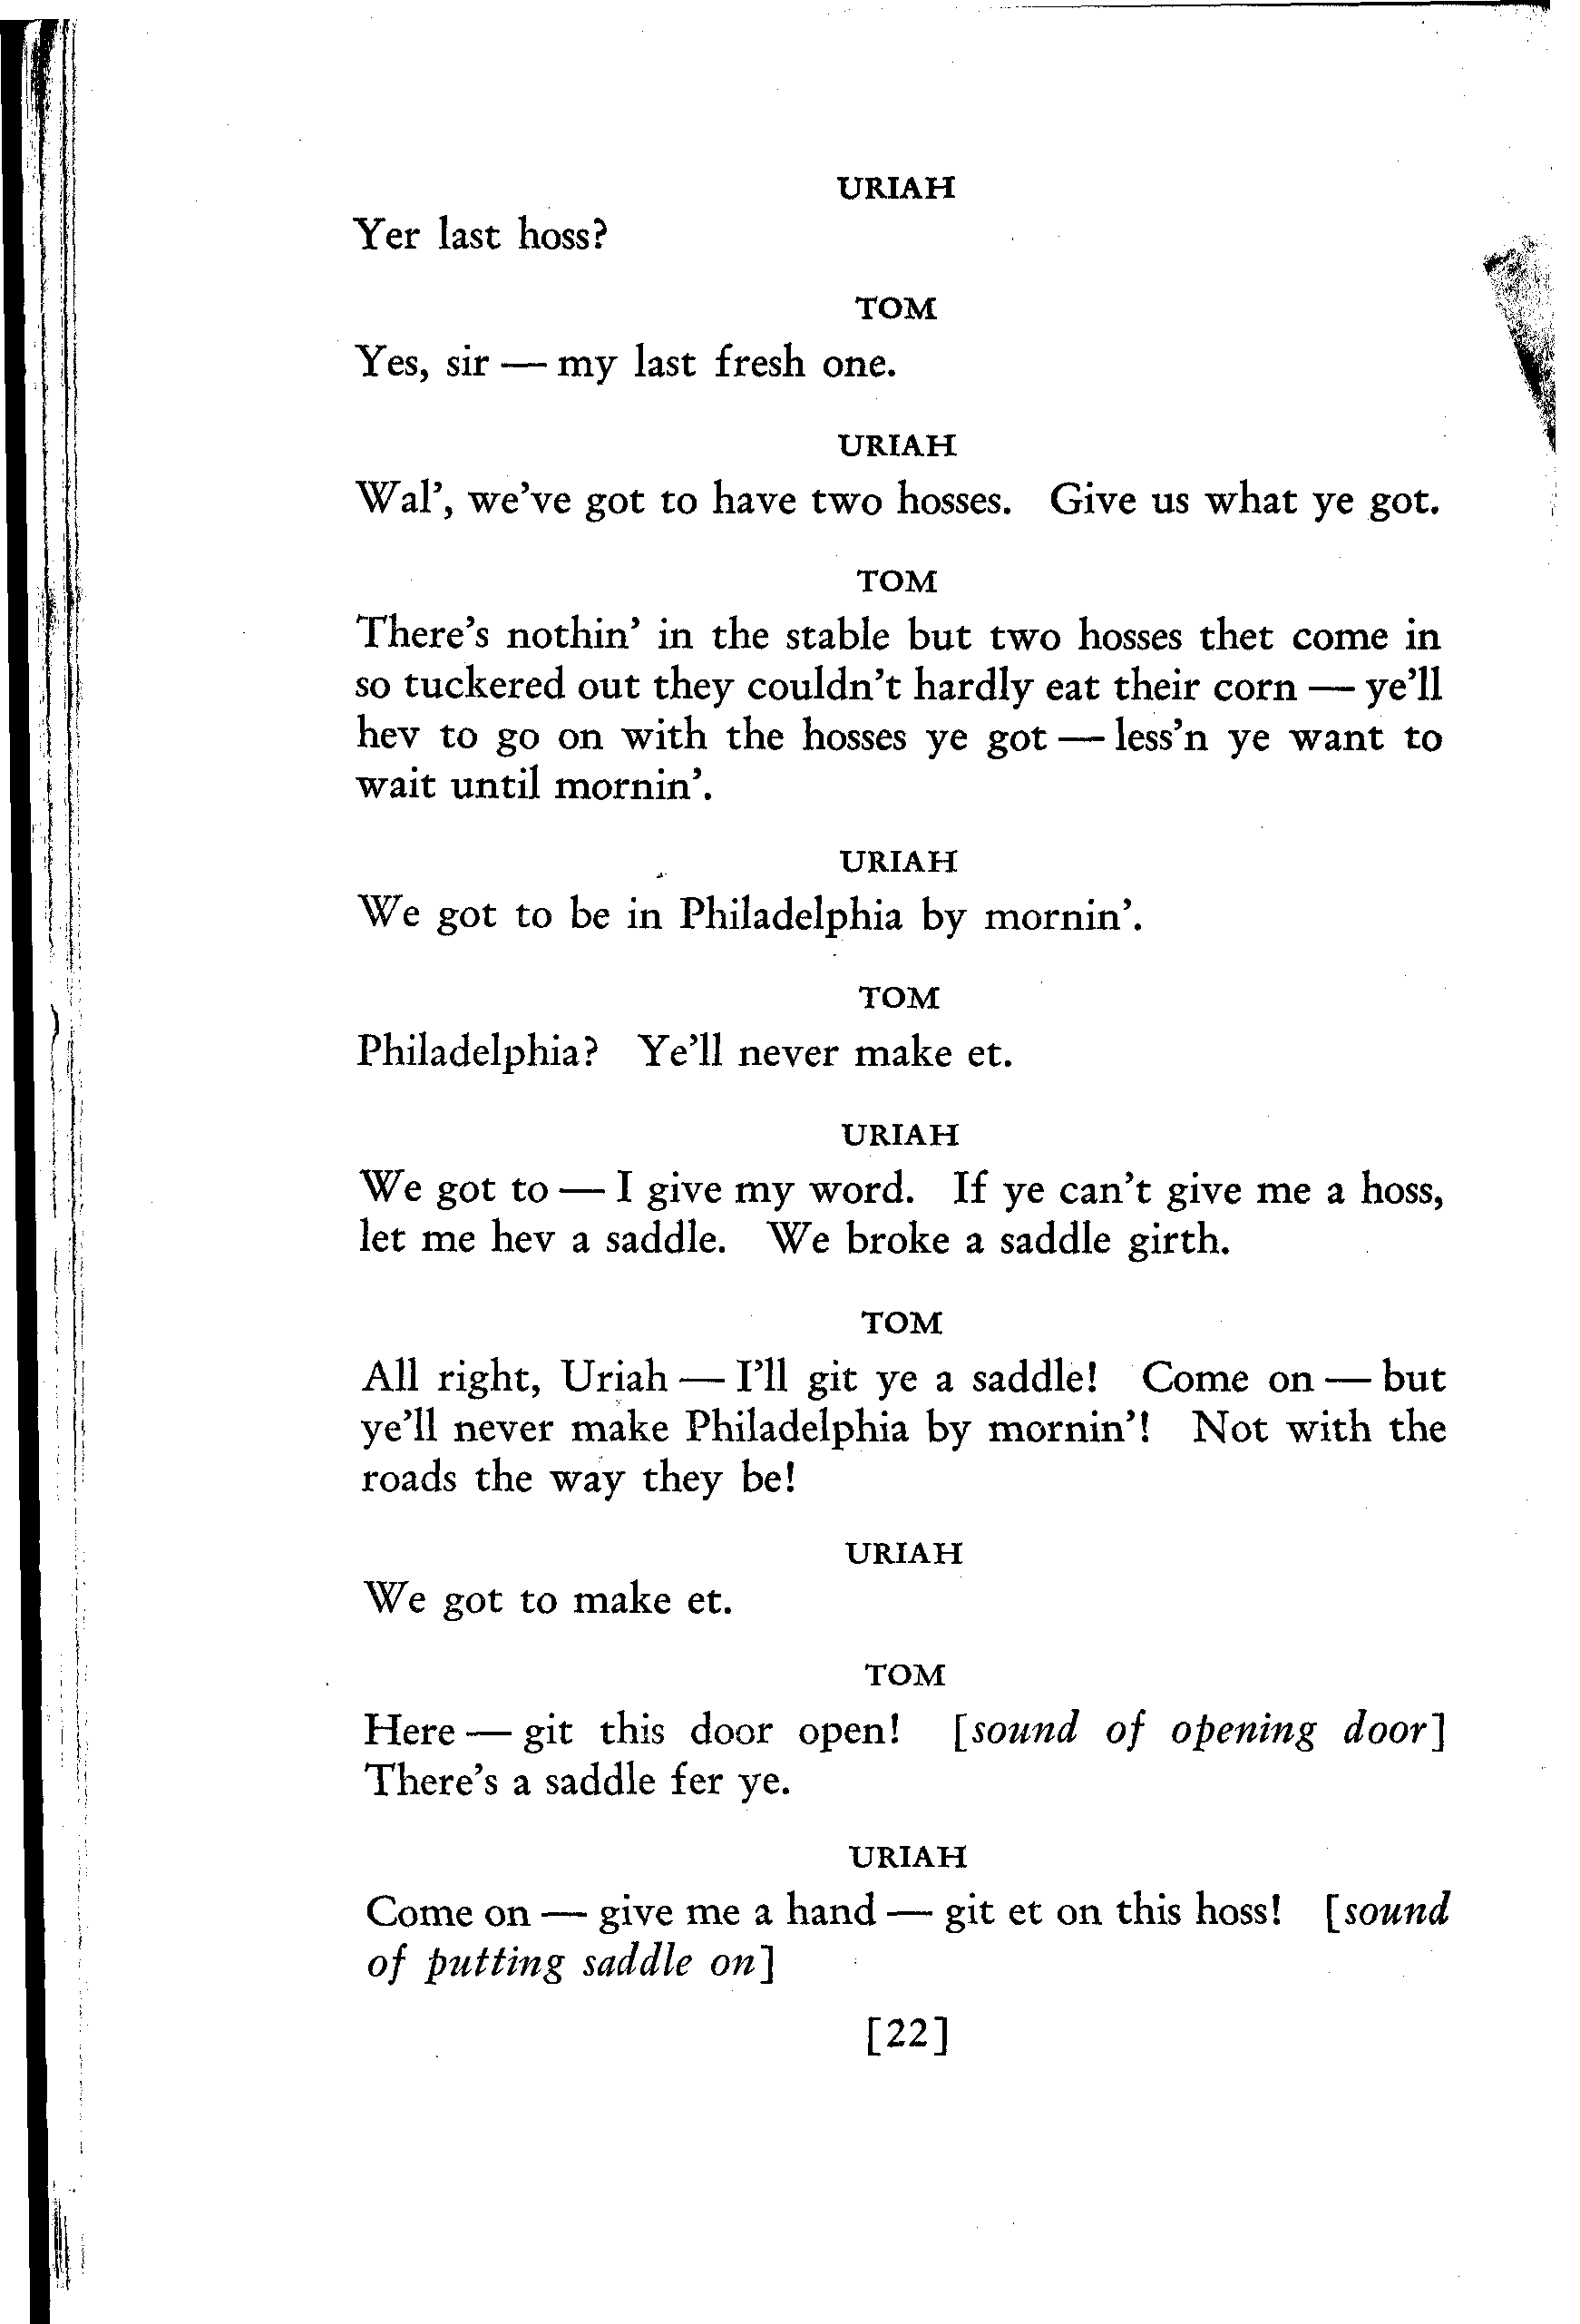 URIAH
Yer last hoss?
TOM
Yes, sir — my last fresh one.
URIAH
Wal', we've got to have two hosses. Give us what ye got.
TOM
There's nothin' in the stable but two hosses thet come in
so tuckered out they couldn't hardly eat their corn — ye'll
hev to go on with the hosses ye got — less'n ye want to
wait until mornin'.
URIAH
We got to be in Philadelphia by mornin'.
TOM
Philadelphia? Ye'll never make et.
URIAH
We got to — I give my word. If ye can't give me a hoss,
let me hev a saddle. We broke a saddle girth.
TOM
All right, Uriah — I'll git ye a saddle! Come on — but
ye'll never make Philadelphia by mornin'! Not with the
roads the way they be!
URIAH
We got to make et.
TOM
Here — git this door open! [sound of opening door]
There's a saddle fer ye.
URIAH
Come on — give me a hand — git et on this hoss! [sound
of putting saddle on]
[22]